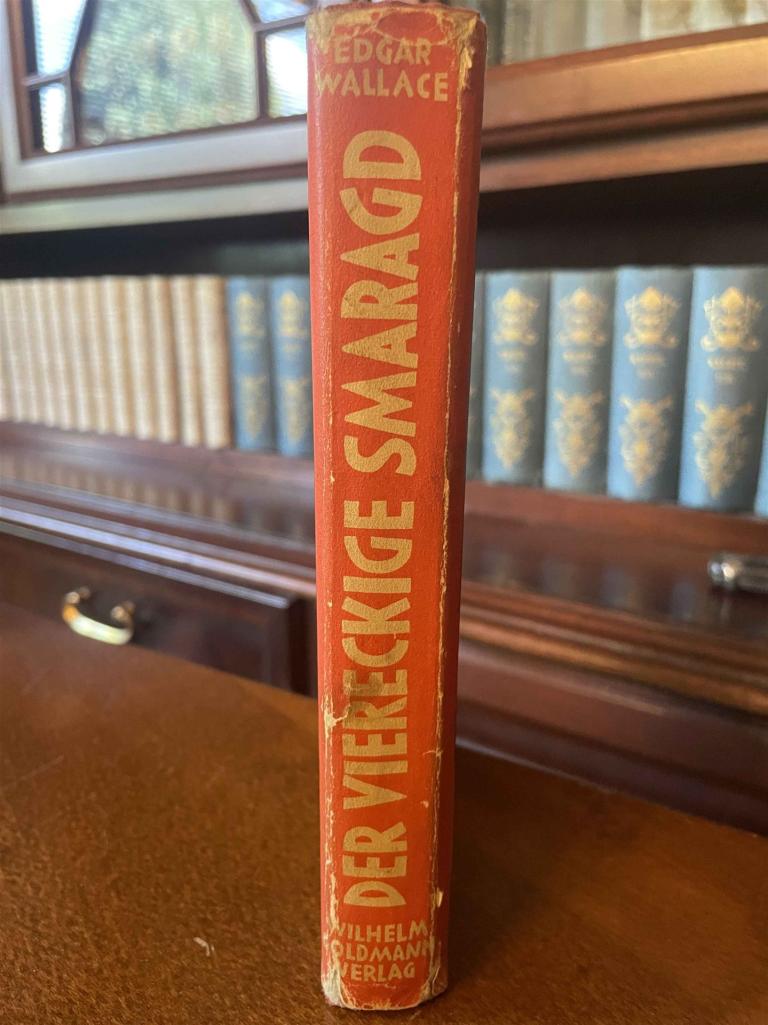 EDGAR
WALLACE
DER VIERECKIGE SMARAGD
WILHELM
GOLDMANN
VERLAG